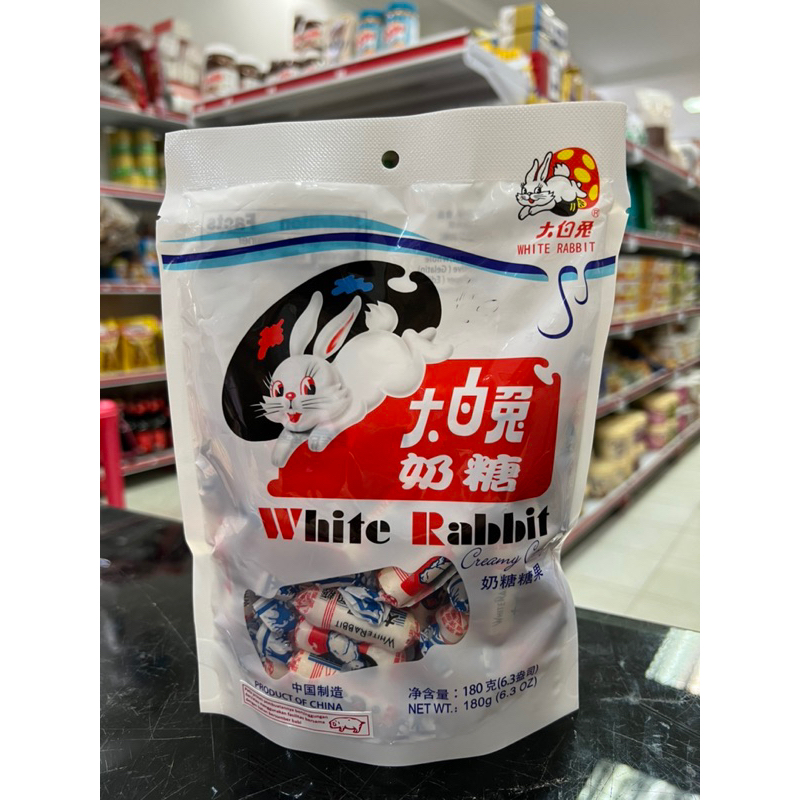 大白兔
WHITE RABBIT
大白兔
奶糖
White Rabbit
Creamy
奶糖糖果
WHITE RABBIT
中国制造
PRODUCT OF CHINA
净含量：180克(6.3盎司)
NET WT.: 180g (6.3 OZ)